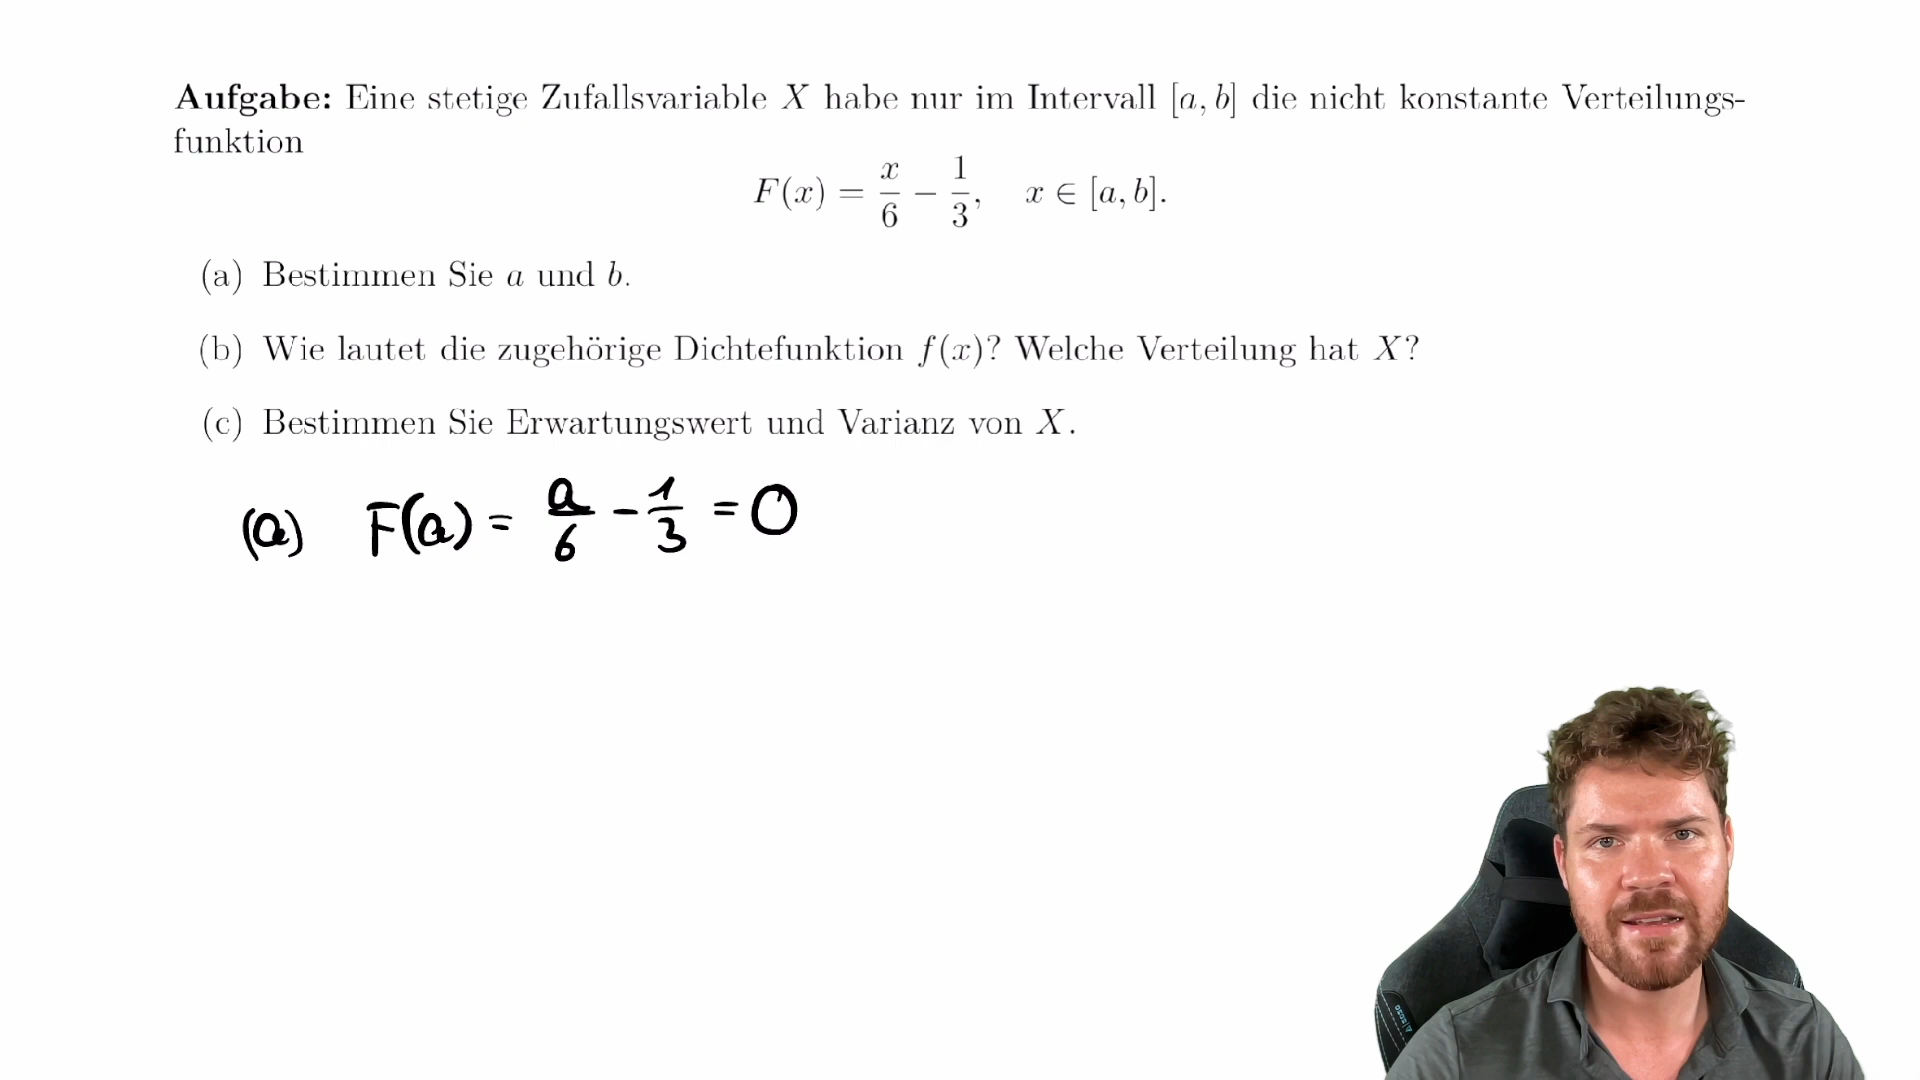 Aufgabe: Eine stetige Zufallsvariable X habe nur im Intervall [a, b] die nicht konstante Verteilungs-
funktion
F(x) = x/6 − 1/3, x ∈ [a, b].
(a) Bestimmen Sie a und b.
(b) Wie lautet die zugehörige Dichtefunktion f(x)? Welche Verteilung hat X?
(c) Bestimmen Sie Erwartungswert und Varianz von X.
(a) F(a) = a/6 − 1/3 = 0